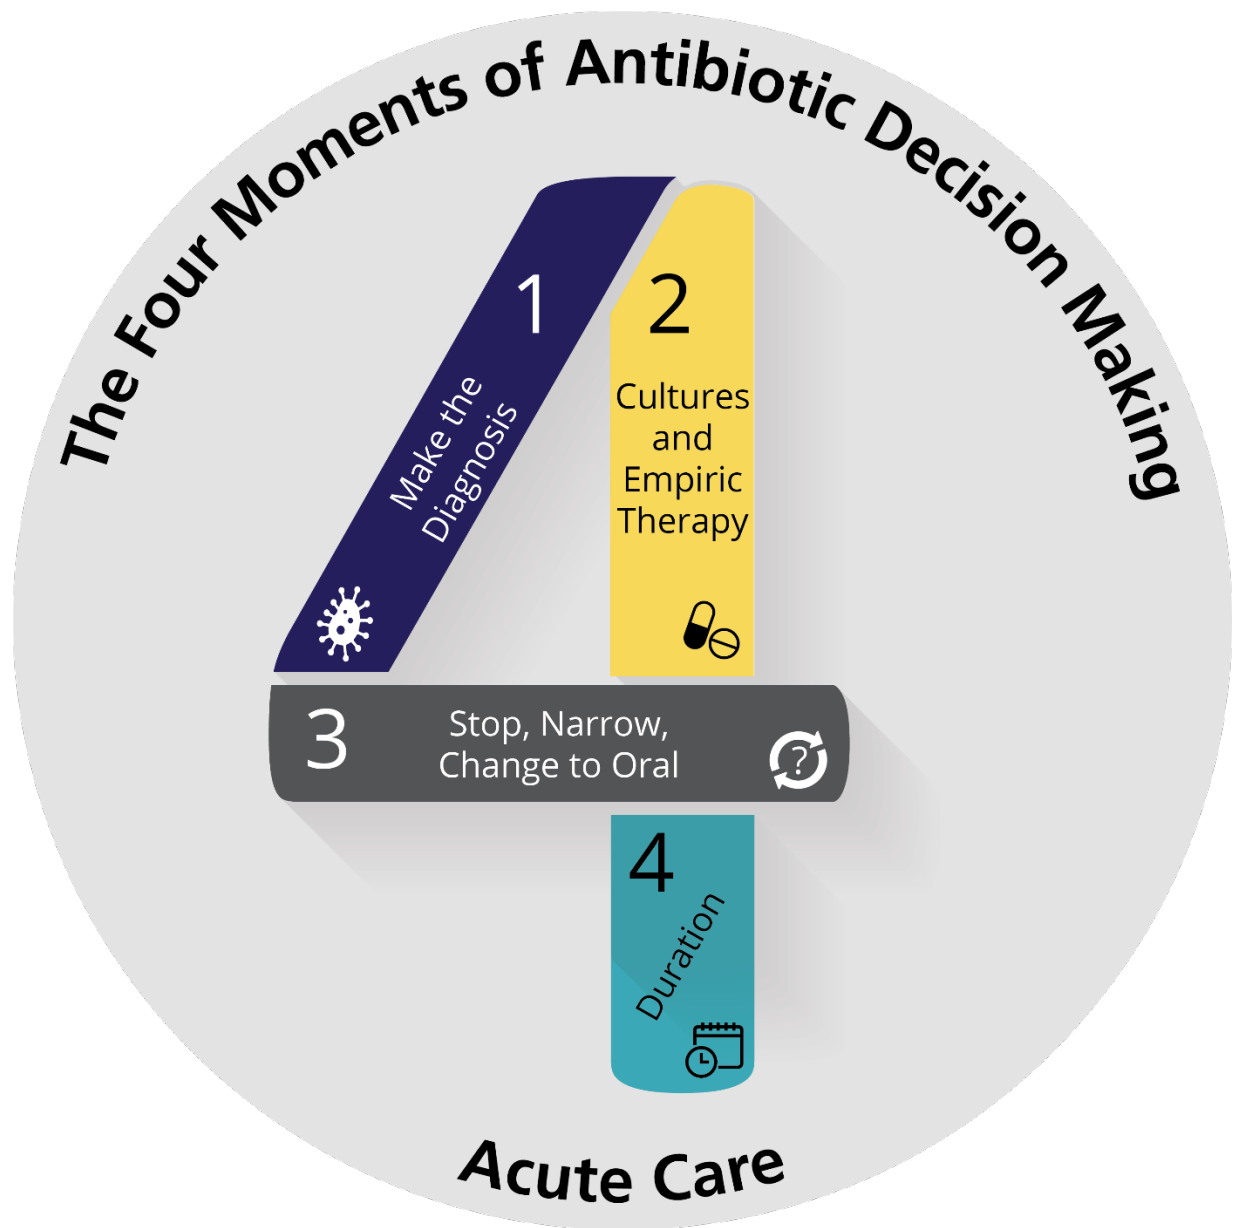 The Four Moments of Antibiotic Decision Making
1
Make the
Diagnosis
2
Cultures
and
Empiric
Therapy
3
Stop, Narrow,
Change to Oral
?
4
Duration
Acute Care